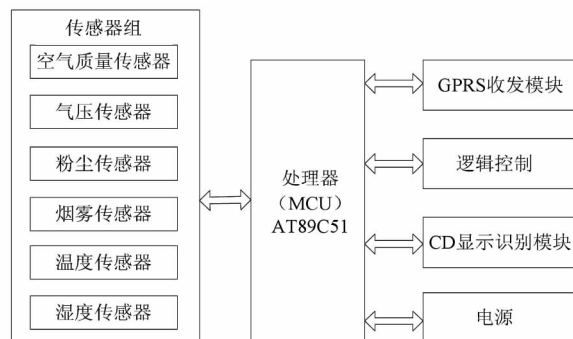 传感器组
空气质量传感器
气压传感器
粉尘传感器
烟雾传感器
温度传感器
湿度传感器
处理器
（MCU）
AT89C51
GPRS收发模块
逻辑控制
CD显示识别模块
电源